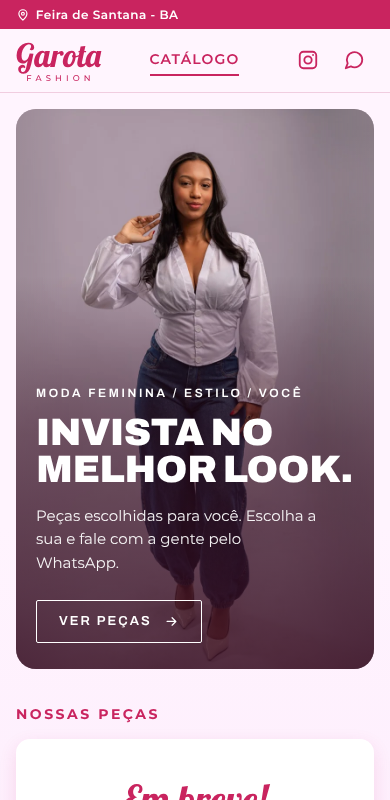 Feira de Santana - BA
Garota
FASHION
CATÁLOGO
MODA FEMININA / ESTILO / VOCÊ
INVISTA NO
MELHOR LOOK.
Peças escolhidas para você. Escolha a
sua e fale com a gente pelo
WhatsApp.
VER PEÇAS →
NOSSAS PEÇAS
Em breve!